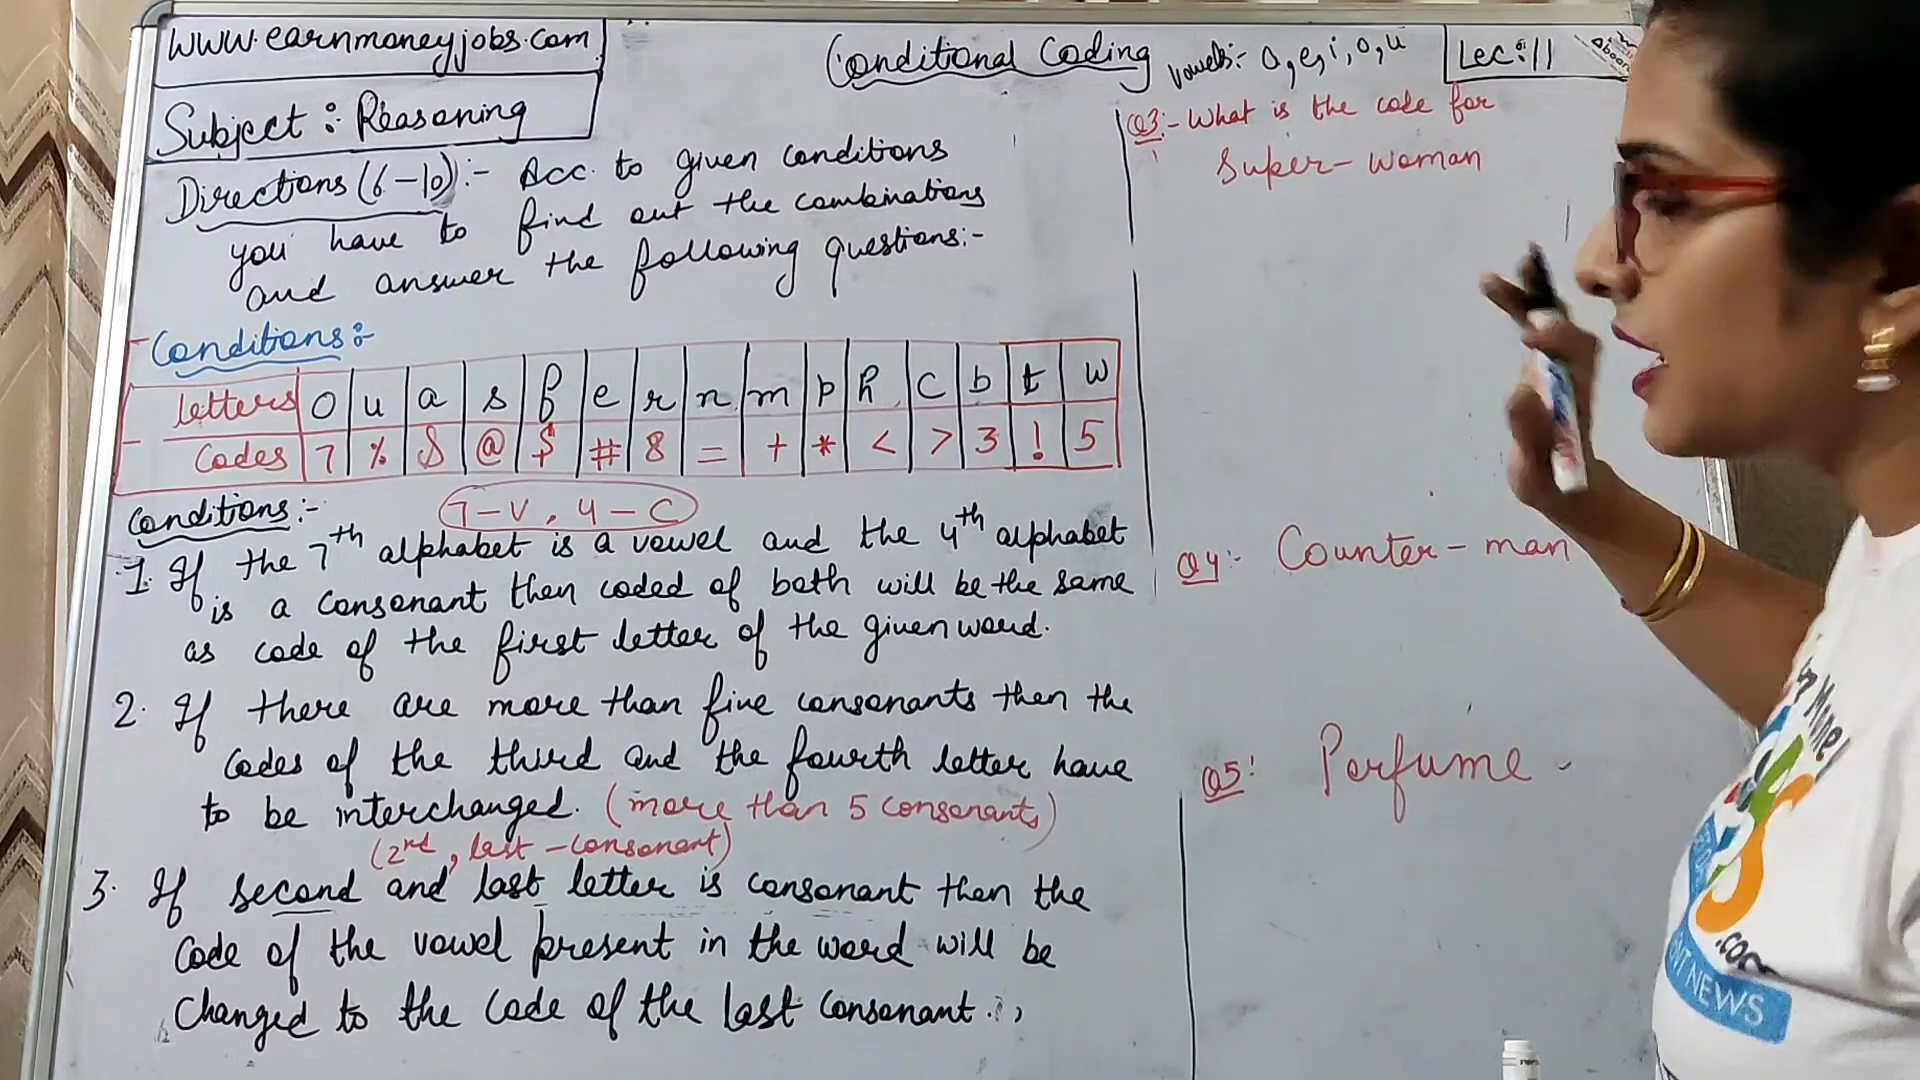 www.earnmoneyjobs.com
Conditional Coding
vowels:- a, e, i, o, u
Lec:11
Subject : Reasoning
Directions (6-10):- Acc. to given conditions
you have to find out the combinations
and answer the following questions:-
Conditions:-
letters o u a s f e r n m p h c b t w
Codes 7 % $ @ $ # 8 = + * < > 3 ! 5
Conditions:- 7-V, 4-C
1. If the 7th alphabet is a vowel and the 4th alphabet
is a consonant then coded of both will be the same
as code of the first letter of the given word.
2. If there are more than five consonants then the
codes of the third and the fourth letter have
to be interchanged. (more than 5 consonants)
(2nd, last-consonant)
3. If second and last letter is consonant then the
Code of the vowel present in the word will be
Changed to the code of the last consonant.
Q3:- What is the code for
Super-woman
Q4:- Counter-man
Q5: Perfume -
Money
.co
NT NEWS